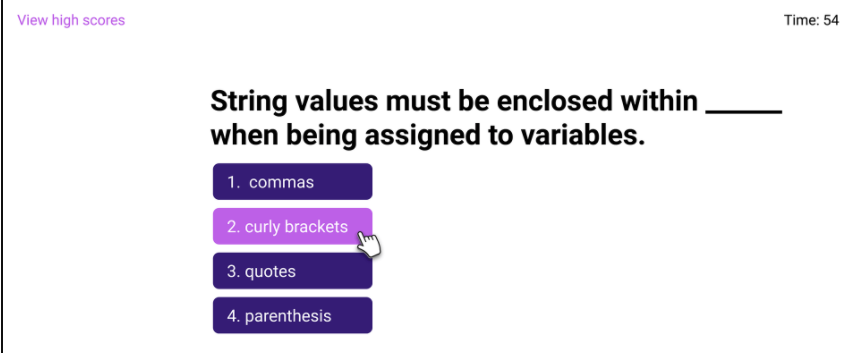 View high scores
Time: 54
String values must be enclosed within ______
when being assigned to variables.
1. commas
2. curly brackets
3. quotes
4. parenthesis